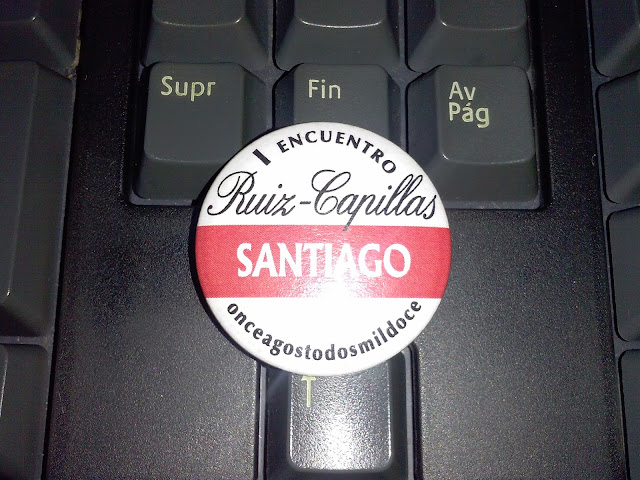 Supr
Fin
Av
Pág
I ENCUENTRO
Ruiz-Capillas
SANTIAGO
onceagostodosmildoce